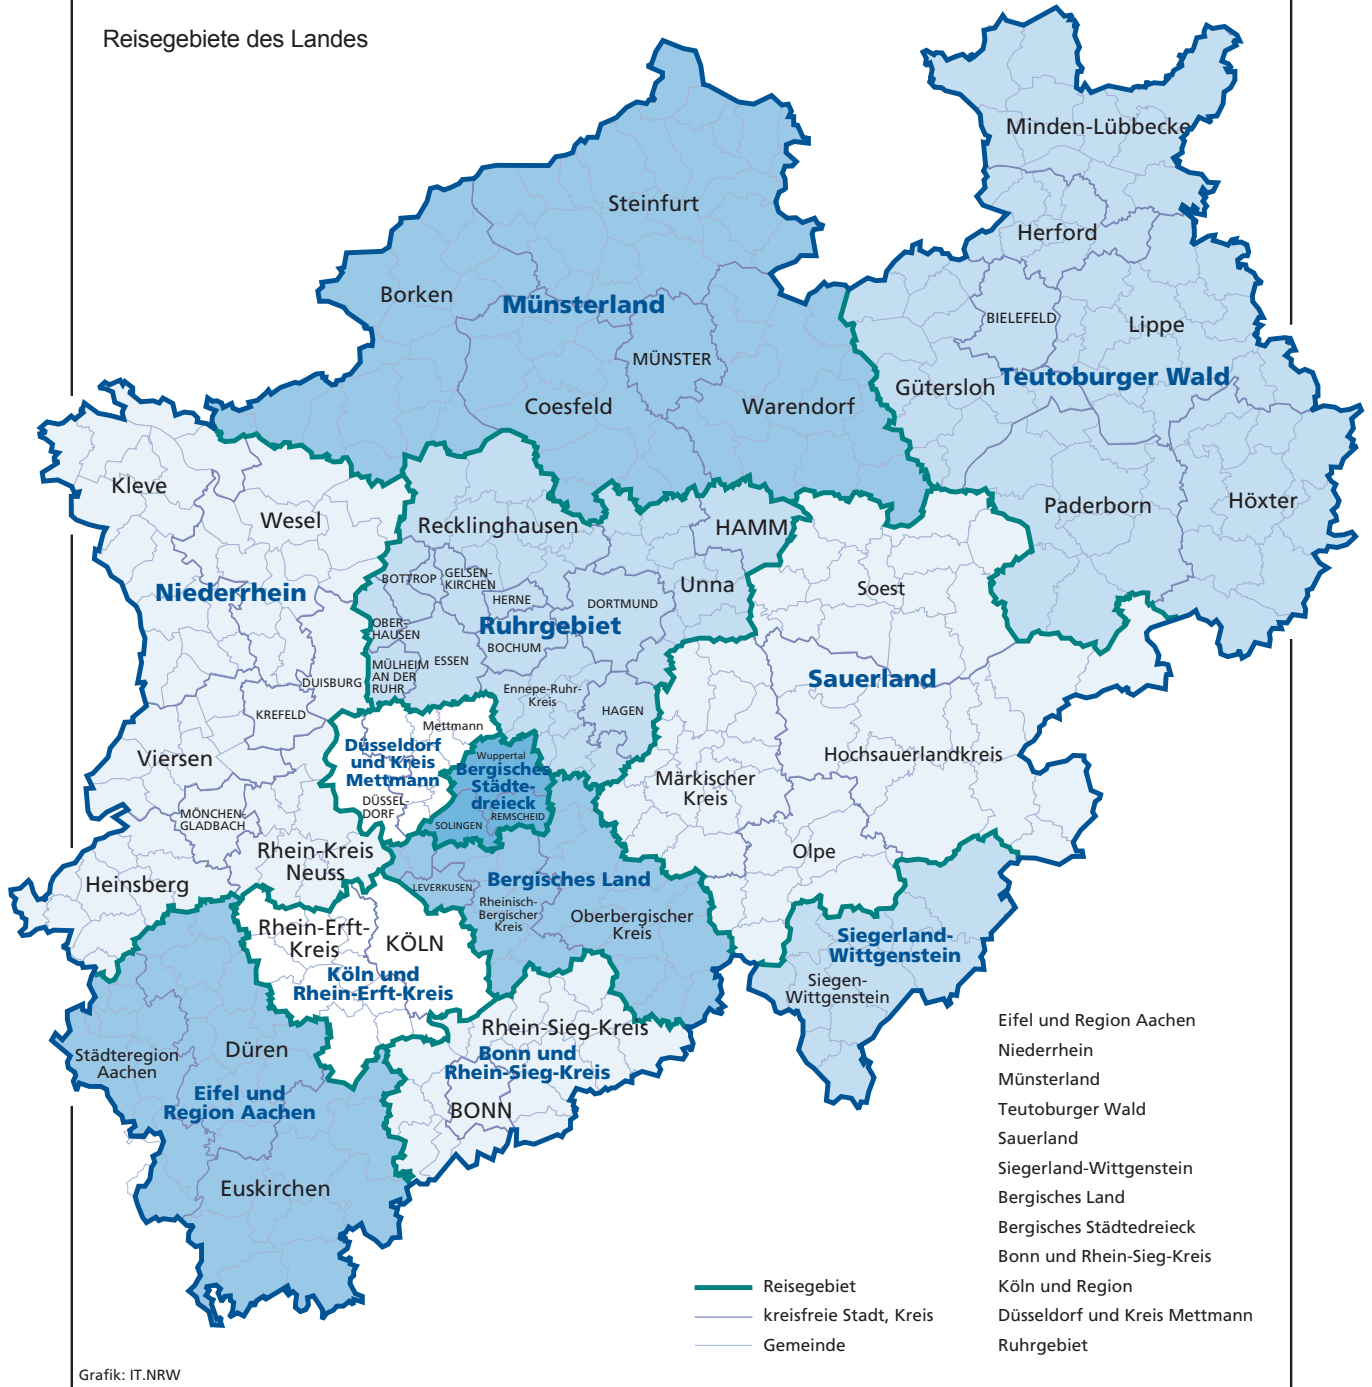 Reisegebiete des Landes
Minden-Lübbecke
Steinfurt
Herford
Borken
Münsterland
BIELEFELD
Lippe
MÜNSTER
Teutoburger Wald
Gütersloh
Coesfeld
Warendorf
Kleve
Wesel
Recklinghausen
HAMM
Paderborn
Höxter
Niederrhein
BOTTROP
GELSEN-
KIRCHEN
HERNE
DORTMUND
Unna
Soest
OBER-
HAUSEN
Ruhrgebiet
BOCHUM
MÜLHEIM
AN DER
RUHR
ESSEN
DUISBURG
Sauerland
Ennepe-Ruhr-
Kreis
HAGEN
KREFELD
Mettmann
Düsseldorf
und Kreis
Mettmann
Viersen
Wuppertal
Bergisches
Städte-
dreieck
Hochsauerlandkreis
Märkischer
Kreis
DÜSSEL-
DORF
MÖNCHEN-
GLADBACH
SOLINGEN
REMSCHEID
Rhein-Kreis
Neuss
Olpe
Heinsberg
LEVERKUSEN
Bergisches Land
Rheinisch-
Bergischer
Kreis
Oberbergischer
Kreis
Rhein-Erft-
Kreis
KÖLN
Köln und
Rhein-Erft-Kreis
Siegerland-
Wittgenstein
Siegen-
Wittgenstein
Rhein-Sieg-Kreis
Bonn und
Rhein-Sieg-Kreis
BONN
Städteregion
Aachen
Düren
Eifel und
Region Aachen
Euskirchen
Eifel und Region Aachen
Niederrhein
Münsterland
Teutoburger Wald
Sauerland
Siegerland-Wittgenstein
Bergisches Land
Bergisches Städtedreieck
Bonn und Rhein-Sieg-Kreis
Köln und Region
Düsseldorf und Kreis Mettmann
Ruhrgebiet
Reisegebiet
kreisfreie Stadt, Kreis
Gemeinde
Grafik: IT.NRW